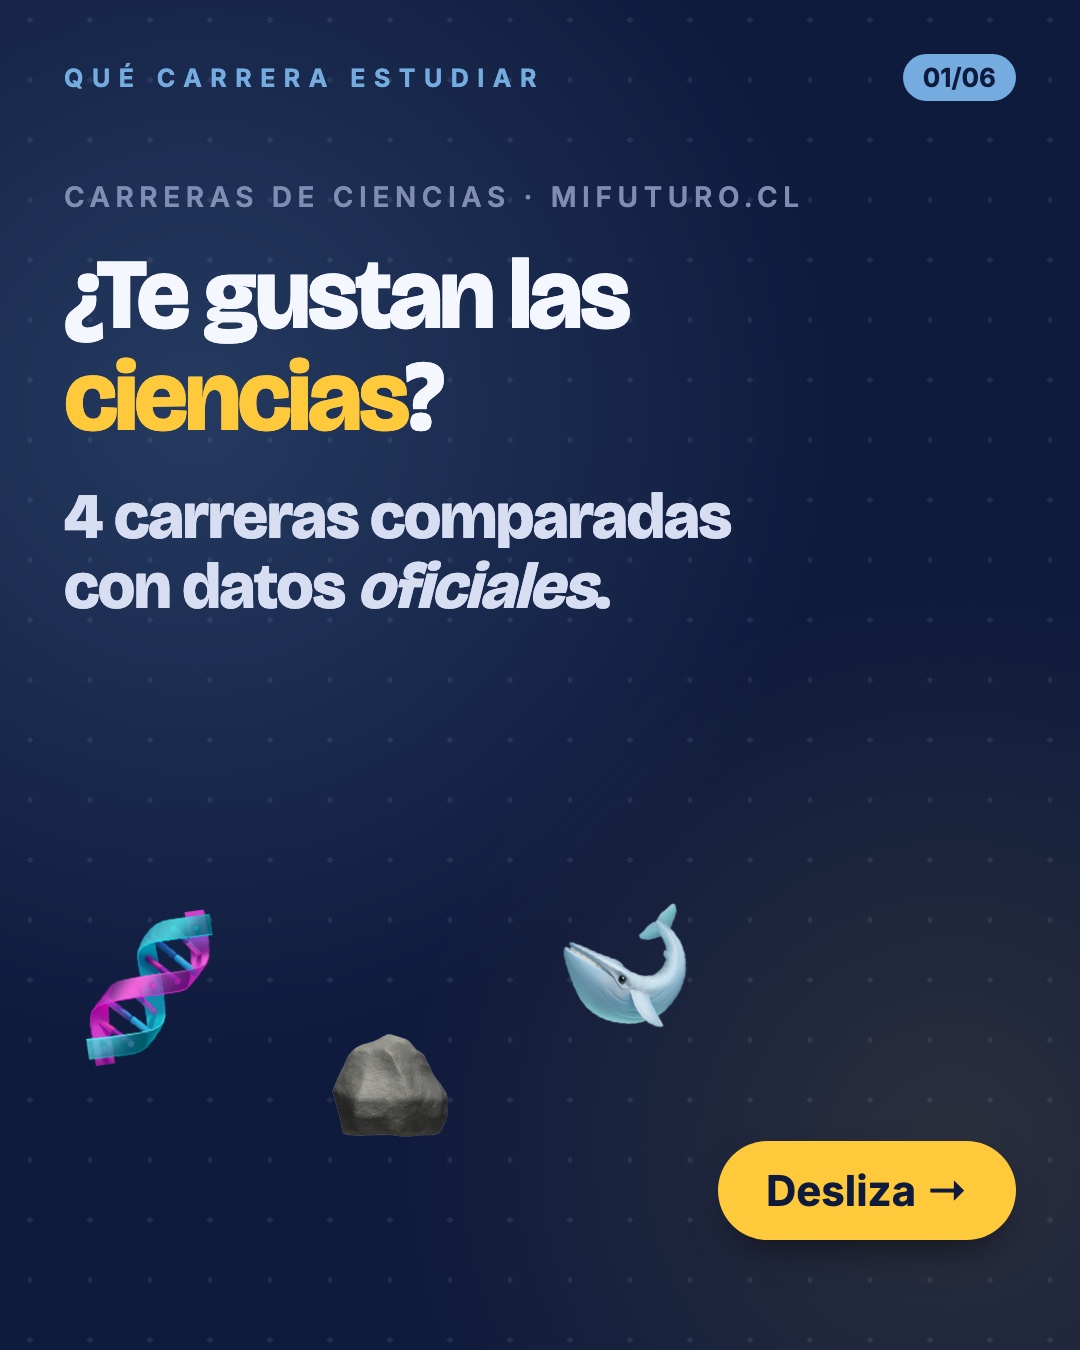 QUÉ CARRERA ESTUDIAR
01/06
CARRERAS DE CIENCIAS · MIFUTURO.CL
¿Te gustan las
ciencias?
4 carreras comparadas
con datos oficiales.
Desliza →